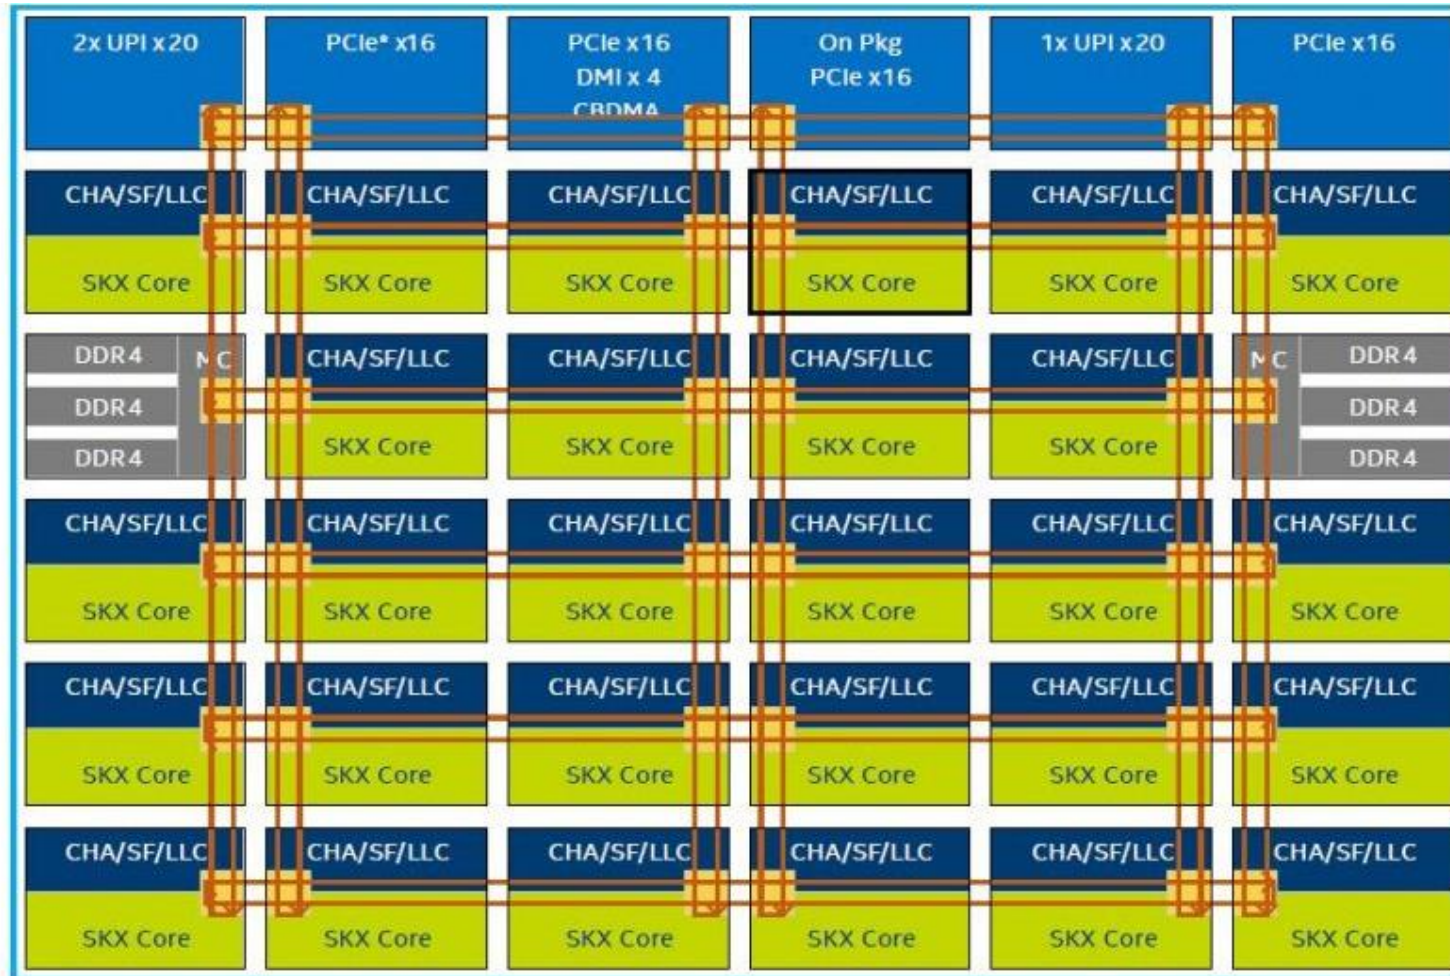 2x UPI x20
PCIe* x16
PCIe x16
DMI x 4
CBDMA
On Pkg
PCIe x16
1x UPI x20
PCIe x16
CHA/SF/LLC
SKX Core
CHA/SF/LLC
SKX Core
CHA/SF/LLC
SKX Core
CHA/SF/LLC
SKX Core
CHA/SF/LLC
SKX Core
CHA/SF/LLC
SKX Core
DDR4
DDR4
DDR4
MC
CHA/SF/LLC
SKX Core
CHA/SF/LLC
SKX Core
CHA/SF/LLC
SKX Core
CHA/SF/LLC
SKX Core
MC
DDR4
DDR4
DDR4
CHA/SF/LLC
SKX Core
CHA/SF/LLC
SKX Core
CHA/SF/LLC
SKX Core
CHA/SF/LLC
SKX Core
CHA/SF/LLC
SKX Core
CHA/SF/LLC
SKX Core
CHA/SF/LLC
SKX Core
CHA/SF/LLC
SKX Core
CHA/SF/LLC
SKX Core
CHA/SF/LLC
SKX Core
CHA/SF/LLC
SKX Core
CHA/SF/LLC
SKX Core
CHA/SF/LLC
SKX Core
CHA/SF/LLC
SKX Core
CHA/SF/LLC
SKX Core
CHA/SF/LLC
SKX Core
CHA/SF/LLC
SKX Core
CHA/SF/LLC
SKX Core